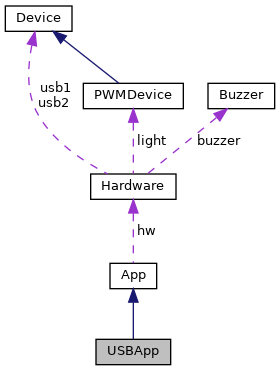 Device
usb1
usb2
PWMDevice
Buzzer
light
buzzer
Hardware
hw
App
USBApp